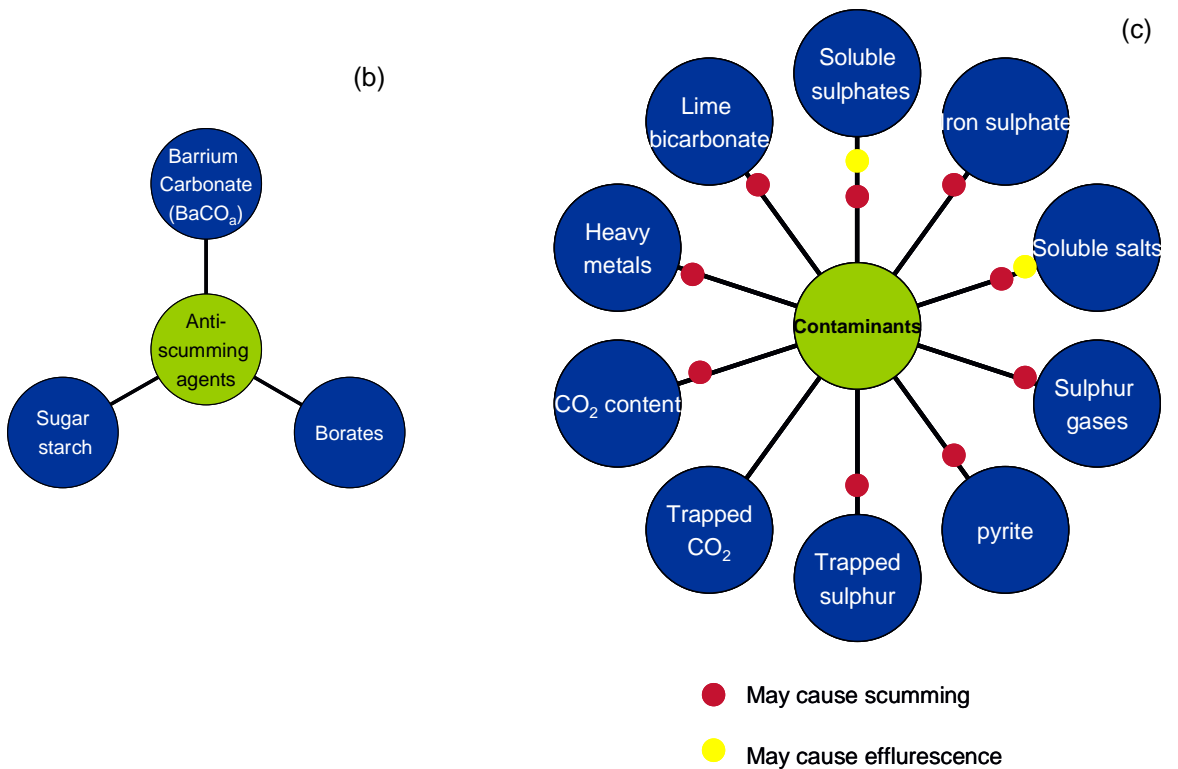 (b)
Barrium
Carbonate
(BaCOₐ)
Anti-
scumming
agents
Sugar
starch
Borates
(c)
Soluble
sulphates
Iron sulphate
Soluble salts
Sulphur
gases
pyrite
Trapped
sulphur
Trapped
CO₂
CO₂ content
Heavy
metals
Lime
bicarbonate
Contaminants
May cause scumming
May cause efflurescence